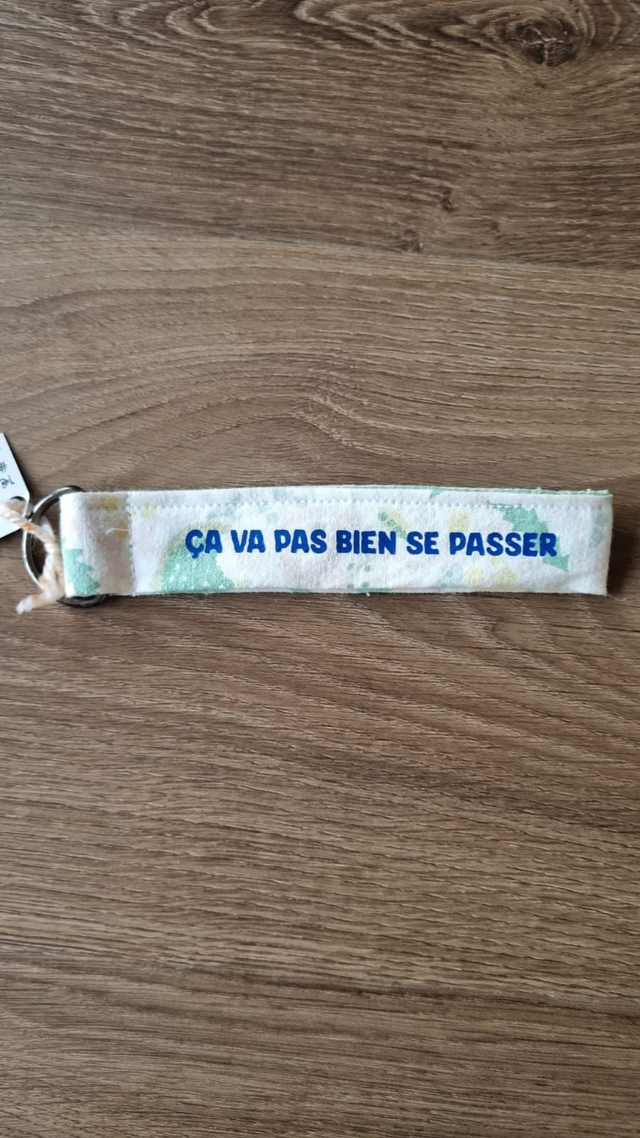 ÇA VA PAS BIEN SE PASSER